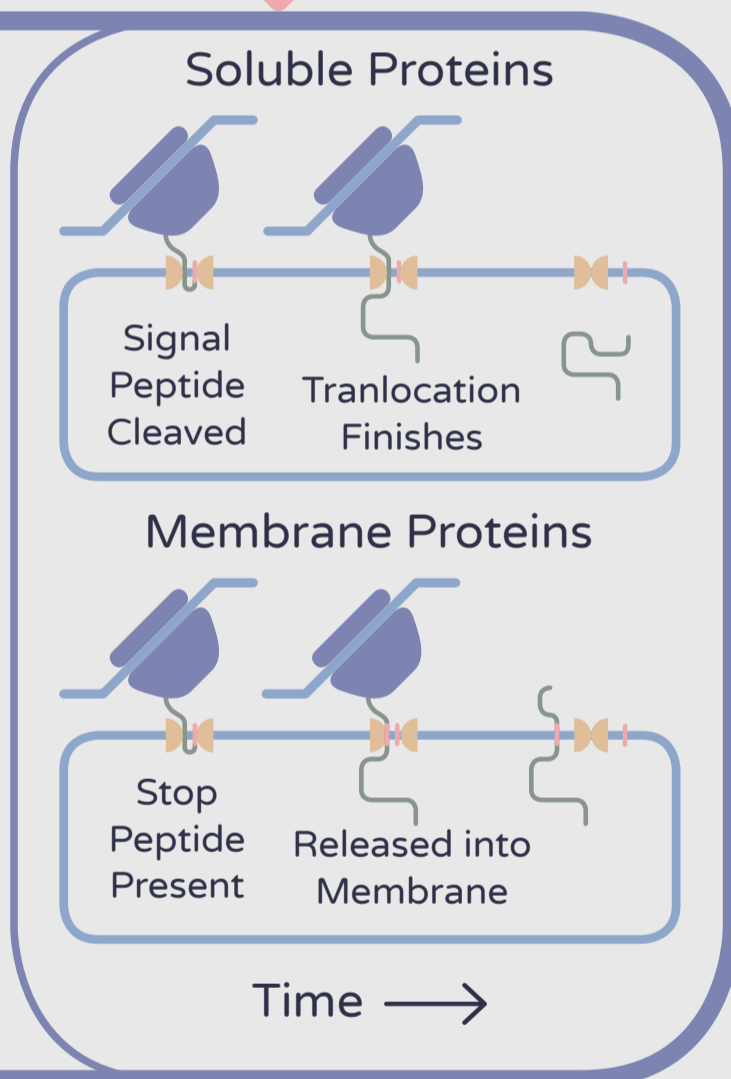 Soluble Proteins
Signal
Peptide
Cleaved
Tranlocation
Finishes
Membrane Proteins
Stop
Peptide
Present
Released into
Membrane
Time